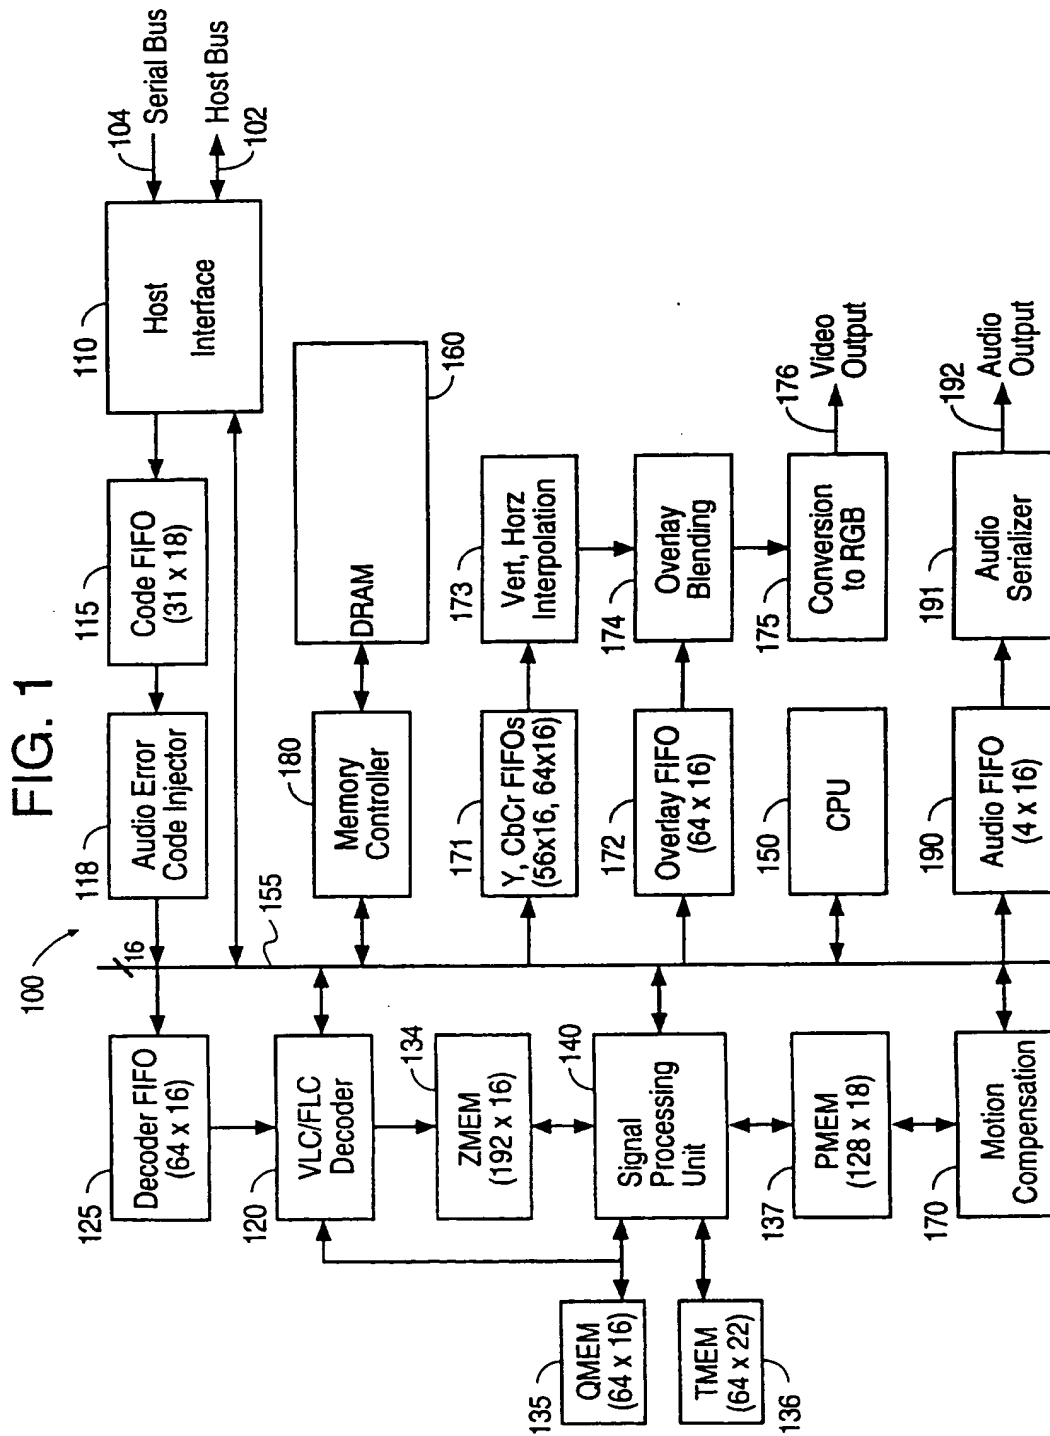 FIG. 1
100
104
Serial Bus
Host Bus
102
110
Host
Interface
115
Code FIFO
(31 x 18)
118
Audio Error
Code Injector
16
155
125
Decoder FIFO
(64 x 16)
120
VLC/FLC
Decoder
180
Memory
Controller
DRAM
160
134
ZMEM
(192 x 16)
171
Y, CbCr FIFOs
(56x16, 64x16)
173
Vert, Horz
Interpolation
135
QMEM
(64 x 16)
140
Signal
Processing
Unit
172
Overlay FIFO
(64 x 16)
174
Overlay
Blending
TMEM
(64 x 22)
136
137
PMEM
(128 x 18)
150
CPU
175
Conversion
to RGB
176
Video
Output
170
Motion
Compensation
190
Audio FIFO
(4 x 16)
191
Audio
Serializer
192
Audio
Output